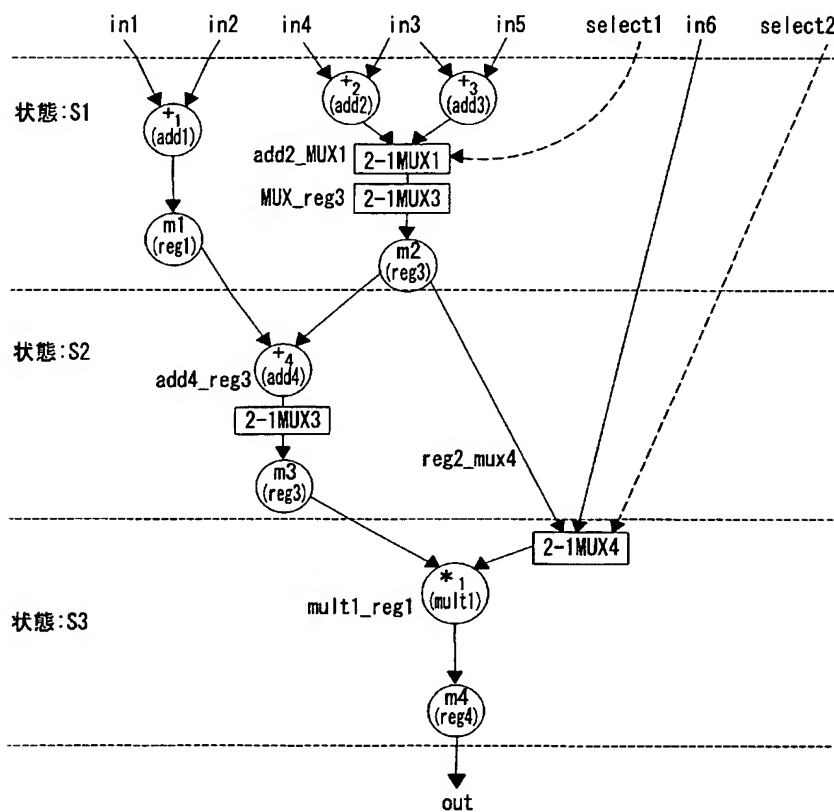 in1 in2 in4 in3 in5 select1 in6 select2
状態:S1
+1 (add1)
+2 (add2)
+3 (add3)
add2_MUX1 2-1MUX1
MUX_reg3 2-1MUX3
m1 (reg1)
m2 (reg3)
状態:S2
+4 (add4)
add4_reg3
2-1MUX3
reg2_mux4
m3 (reg3)
2-1MUX4
*1 (mult1)
mult1_reg1
状態:S3
m4 (reg4)
out